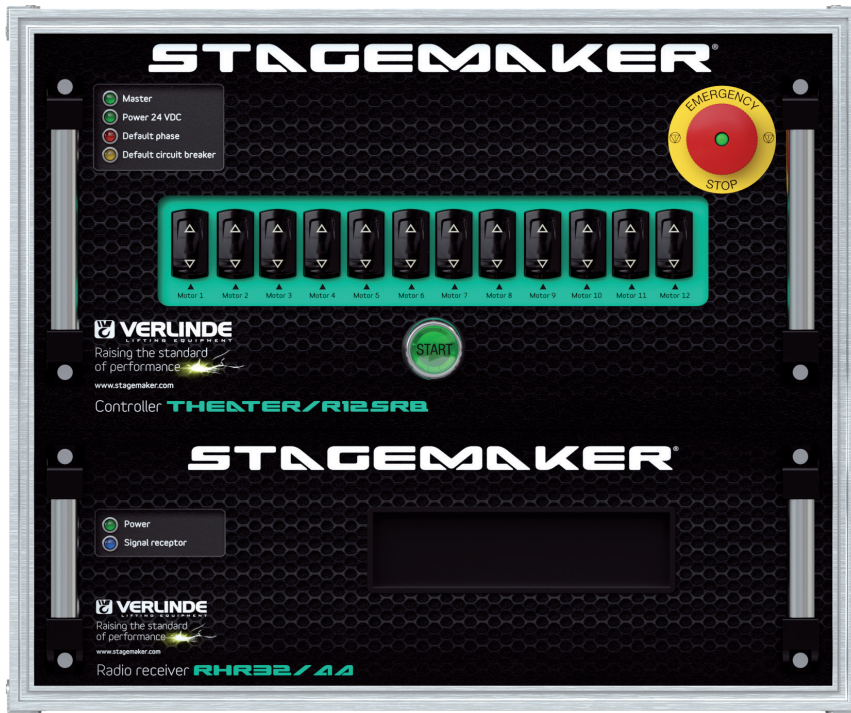 STAGEMAKER®
Master
Power 24 VDC
Default phase
Default circuit breaker
EMERGENCY
STOP
Motor 1 Motor 2 Motor 3 Motor 4 Motor 5 Motor 6 Motor 7 Motor 8 Motor 9 Motor 10 Motor 11 Motor 12
VERLINDE
LIFTING EQUIPMENT
Raising the standard
of performance
www.stagemaker.com
START
Controller THEATER/R12SRB
STAGEMAKER®
Power
Signal receptor
VERLINDE
LIFTING EQUIPMENT
Raising the standard
of performance
www.stagemaker.com
Radio receiver RHR32/AA